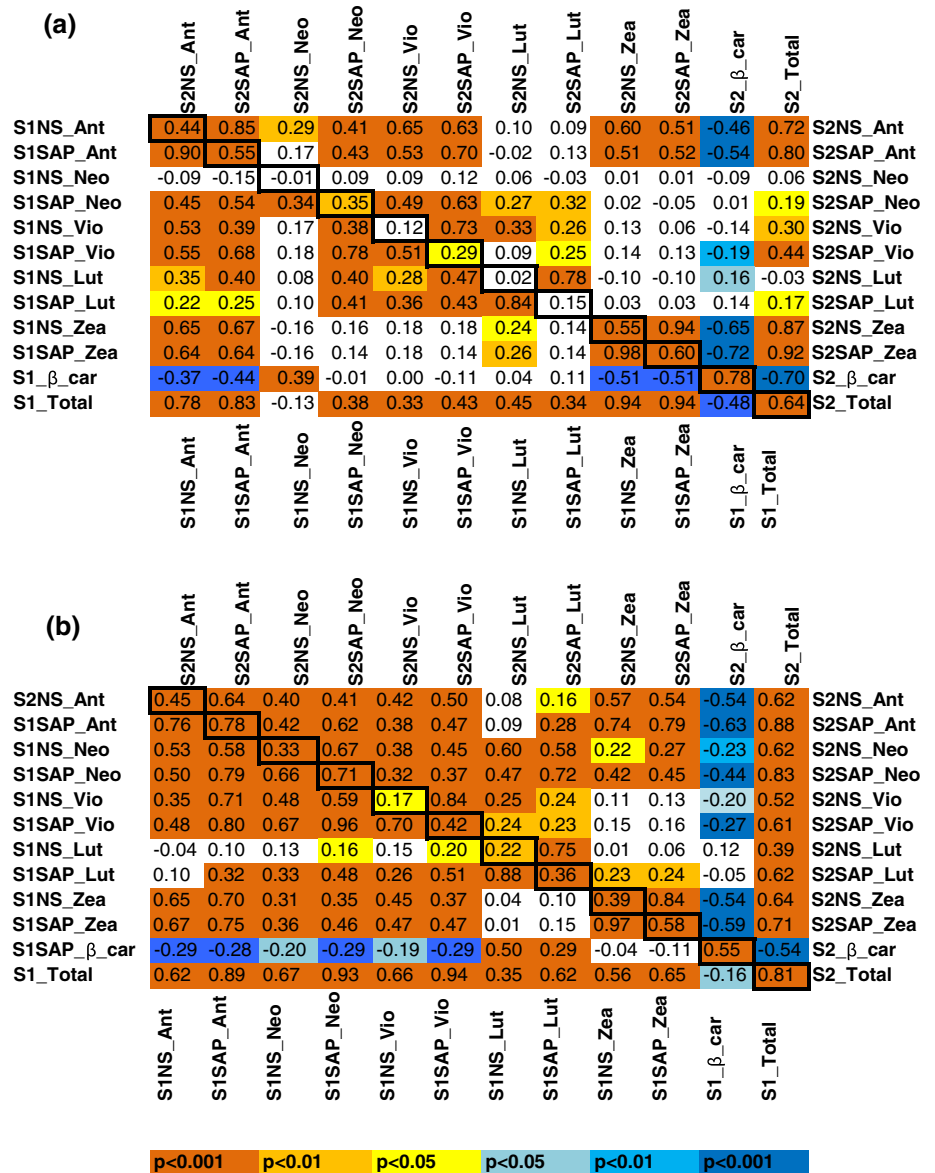 (a)
S2NS_Ant S2SAP_Ant S2NS_Neo S2SAP_Neo S2NS_Vio S2SAP_Vio S2NS_Lut S2SAP_Lut S2NS_Zea S2SAP_Zea S2_β_car S2_Total
S1NS_Ant 0.44 0.85 0.29 0.41 0.65 0.63 0.10 0.09 0.60 0.51 -0.46 0.72 S2NS_Ant
S1SAP_Ant 0.90 0.55 0.17 0.43 0.53 0.70 -0.02 0.13 0.51 0.52 -0.54 0.80 S2SAP_Ant
S1NS_Neo -0.09 -0.15 -0.01 0.09 0.09 0.12 0.06 -0.03 0.01 0.01 -0.09 0.06 S2NS_Neo
S1SAP_Neo 0.45 0.54 0.34 0.35 0.49 0.63 0.27 0.32 0.02 -0.05 0.01 0.19 S2SAP_Neo
S1NS_Vio 0.53 0.39 0.17 0.38 0.12 0.73 0.33 0.26 0.13 0.06 -0.14 0.30 S2NS_Vio
S1SAP_Vio 0.55 0.68 0.18 0.78 0.51 0.29 0.09 0.25 0.14 0.13 -0.19 0.44 S2SAP_Vio
S1NS_Lut 0.35 0.40 0.08 0.40 0.28 0.47 0.02 0.78 -0.10 -0.10 0.16 -0.03 S2NS_Lut
S1SAP_Lut 0.22 0.25 0.10 0.41 0.36 0.43 0.84 0.15 0.03 0.03 0.14 0.17 S2SAP_Lut
S1NS_Zea 0.65 0.67 -0.16 0.16 0.18 0.18 0.24 0.14 0.55 0.94 -0.65 0.87 S2NS_Zea
S1SAP_Zea 0.64 0.64 -0.16 0.14 0.18 0.14 0.26 0.14 0.98 0.60 -0.72 0.92 S2SAP_Zea
S1_β_car -0.37 -0.44 0.39 -0.01 0.00 -0.11 0.04 0.11 -0.51 -0.51 0.78 -0.70 S2_β_car
S1_Total 0.78 0.83 -0.13 0.38 0.33 0.43 0.45 0.34 0.94 0.94 -0.48 0.64 S2_Total
S1NS_Ant S1SAP_Ant S1NS_Neo S1SAP_Neo S1NS_Vio S1SAP_Vio S1NS_Lut S1SAP_Lut S1NS_Zea S1SAP_Zea S1_β_car S1_Total
(b)
S2NS_Ant S2SAP_Ant S2NS_Neo S2SAP_Neo S2NS_Vio S2SAP_Vio S2NS_Lut S2SAP_Lut S2NS_Zea S2SAP_Zea S2_β_car S2_Total
S2NS_Ant 0.45 0.64 0.40 0.41 0.42 0.50 0.08 0.16 0.57 0.54 -0.54 0.62 S2NS_Ant
S1SAP_Ant 0.76 0.78 0.42 0.62 0.38 0.47 0.09 0.28 0.74 0.79 -0.63 0.88 S2SAP_Ant
S1NS_Neo 0.53 0.58 0.33 0.67 0.38 0.45 0.60 0.58 0.22 0.27 -0.23 0.62 S2NS_Neo
S1SAP_Neo 0.50 0.79 0.66 0.71 0.32 0.37 0.47 0.72 0.42 0.45 -0.44 0.83 S2SAP_Neo
S1NS_Vio 0.35 0.71 0.48 0.59 0.17 0.84 0.25 0.24 0.11 0.13 -0.20 0.52 S2NS_Vio
S1SAP_Vio 0.48 0.80 0.67 0.96 0.70 0.42 0.24 0.23 0.15 0.16 -0.27 0.61 S2SAP_Vio
S1NS_Lut -0.04 0.10 0.13 0.16 0.15 0.20 0.22 0.75 0.01 0.06 0.12 0.39 S2NS_Lut
S1SAP_Lut 0.10 0.32 0.33 0.48 0.26 0.51 0.88 0.36 0.23 0.24 -0.05 0.62 S2SAP_Lut
S1NS_Zea 0.65 0.70 0.31 0.35 0.45 0.37 0.04 0.10 0.39 0.84 -0.54 0.64 S2NS_Zea
S1SAP_Zea 0.67 0.75 0.36 0.46 0.47 0.47 0.01 0.15 0.97 0.58 -0.59 0.71 S2SAP_Zea
S1SAP_β_car -0.29 -0.28 -0.20 -0.29 -0.19 -0.29 0.50 0.29 -0.04 -0.11 0.55 -0.54 S2_β_car
S1_Total 0.62 0.89 0.67 0.93 0.66 0.94 0.35 0.62 0.56 0.65 -0.16 0.81 S2_Total
S1NS_Ant S1SAP_Ant S1NS_Neo S1SAP_Neo S1NS_Vio S1SAP_Vio S1NS_Lut S1SAP_Lut S1NS_Zea S1SAP_Zea S1_β_car S1_Total
p<0.001 p<0.01 p<0.05 p<0.05 p<0.01 p<0.001